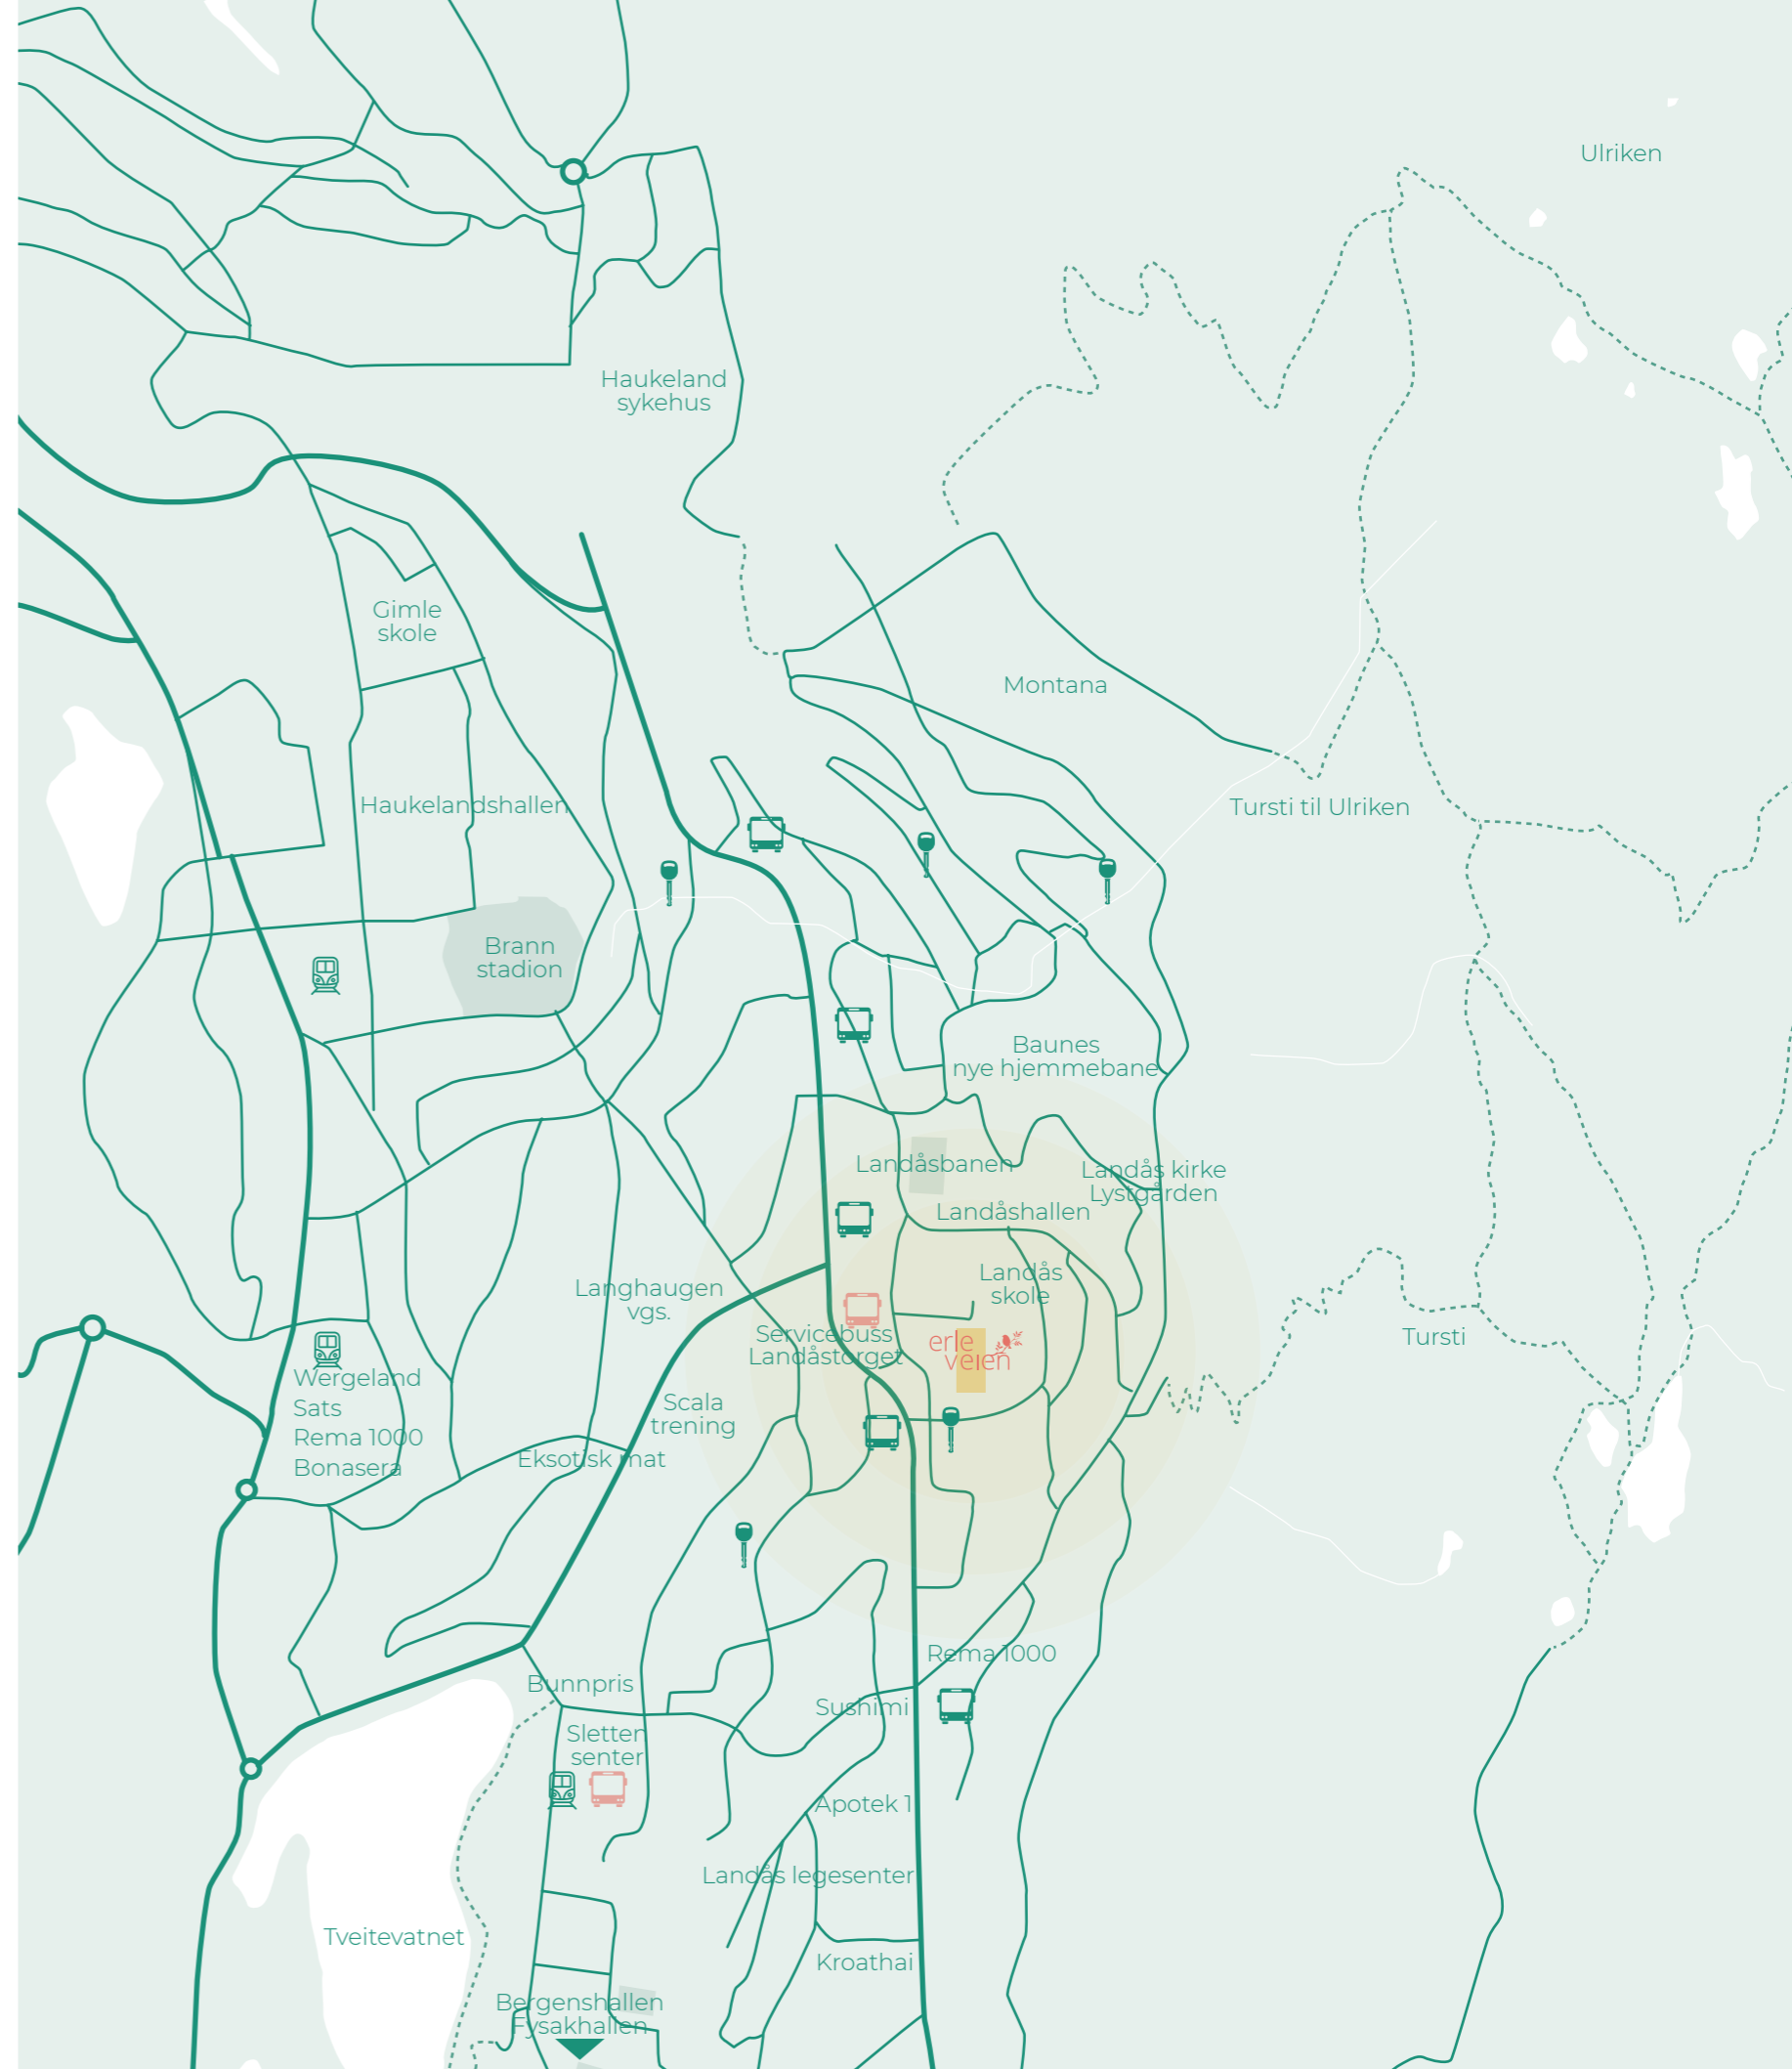 Ulriken
Haukeland
sykehus
Gimle
skole
Montana
Haukelandshallen
Tursti til Ulriken
Brann
stadion
Baunes
nye hjemmebane
Landåsbanen
Landås kirke
Lystgården
Landåshallen
Landås
skole
Langhaugen
vgs.
Servicebuss
Landåstorget
erle
veien
Tursti
Wergeland
Sats
Rema 1000
Bonasera
Scala
trening
Eksotisk mat
Rema 1000
Bunnpris
Sushimi
Sletten
senter
Apotek 1
Landås legesenter
Tveitevatnet
Kroathai
Bergenshallen
Fysakhallen